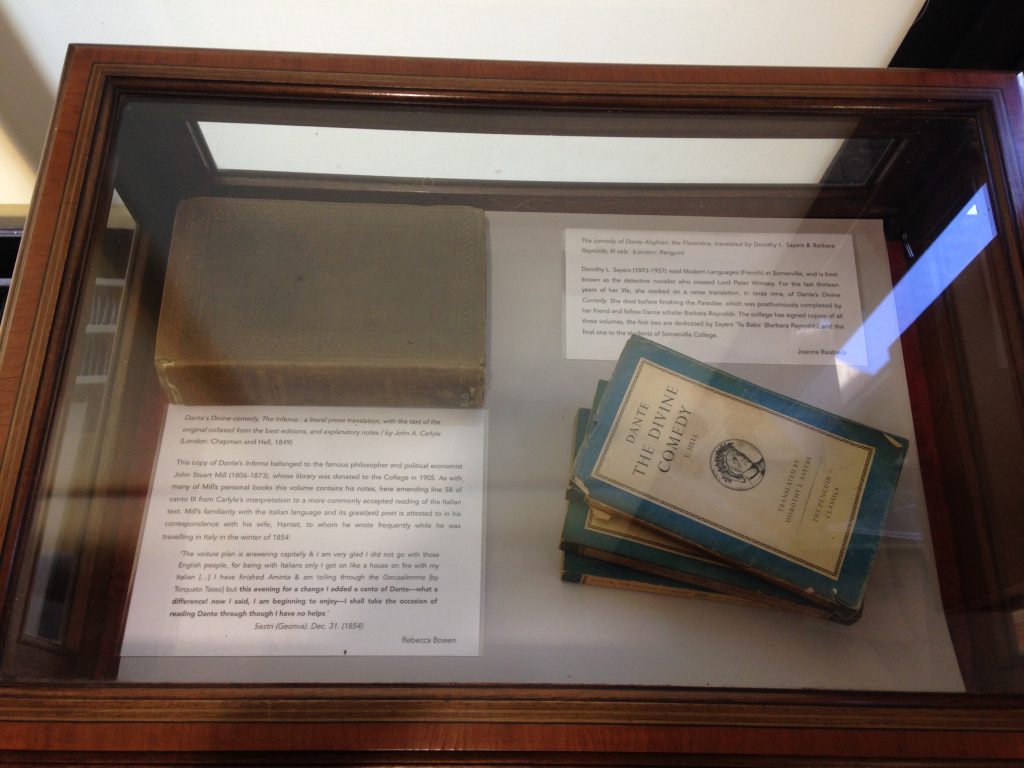 Dante's Divine comedy, The Inferno : a literal prose translation, with the text of the
original collated from the best editions, and explanatory notes / by John A. Carlyle
(London: Chapman and Hall, 1849)
This copy of Dante's Inferno belonged to the famous philosopher and political economist
John Stuart Mill (1806-1873), whose library was donated to the College in 1905. As with
many of Mill's personal books this volume contains his notes, here emending line 58 of
canto III from Carlyle's interpretation to a more commonly accepted reading of the Italian
text. Mill's familiarity with the Italian language and its great(est) poet is attested to in his
correspondence with his wife, Harriet, to whom he wrote frequently while he was
travelling in Italy in the winter of 1854:
'The voiture plan is answering capitally & I am very glad I did not go with those
English people, for being with Italians only I get on like a house on fire with my
Italian [...] I have finished Aminta & am toiling through the Gerusalemme [by
Torquato Tasso] but this evening for a change I added a canto of Dante—what a
difference! now I said, I am beginning to enjoy—I shall take the occasion of
reading Dante through though I have no helps.'
Sestri (Geonva), Dec. 31, (1854)
Rebecca Bowen
The comedy of Dante Alighieri, the Florentine, translated by Dorothy L. Sayers & Barbara
Reynolds. III vols. (London: Penguin)
Dorothy L. Sayers (1893-1957) read Modern Languages (French) at Somerville, and is best
known as the detective novelist who created Lord Peter Wimsey. For the last thirteen
years of her life, she worked on a verse translation, in terza rima, of Dante's Divine
Comedy. She died before finishing the Paradise, which was posthumously completed by
her friend and fellow Dante scholar Barbara Reynolds. The college has signed copies of all
three volumes, the first two are dedicated by Sayers 'To Baba' (Barbara Reynolds) and the
final one to the students of Somerville College.
Joanna
DANTE
THE DIVINE
COMEDY
I: HELL
TRANSLATED BY
DOROTHY L. SAYERS
THE PENGUIN
CLASSICS